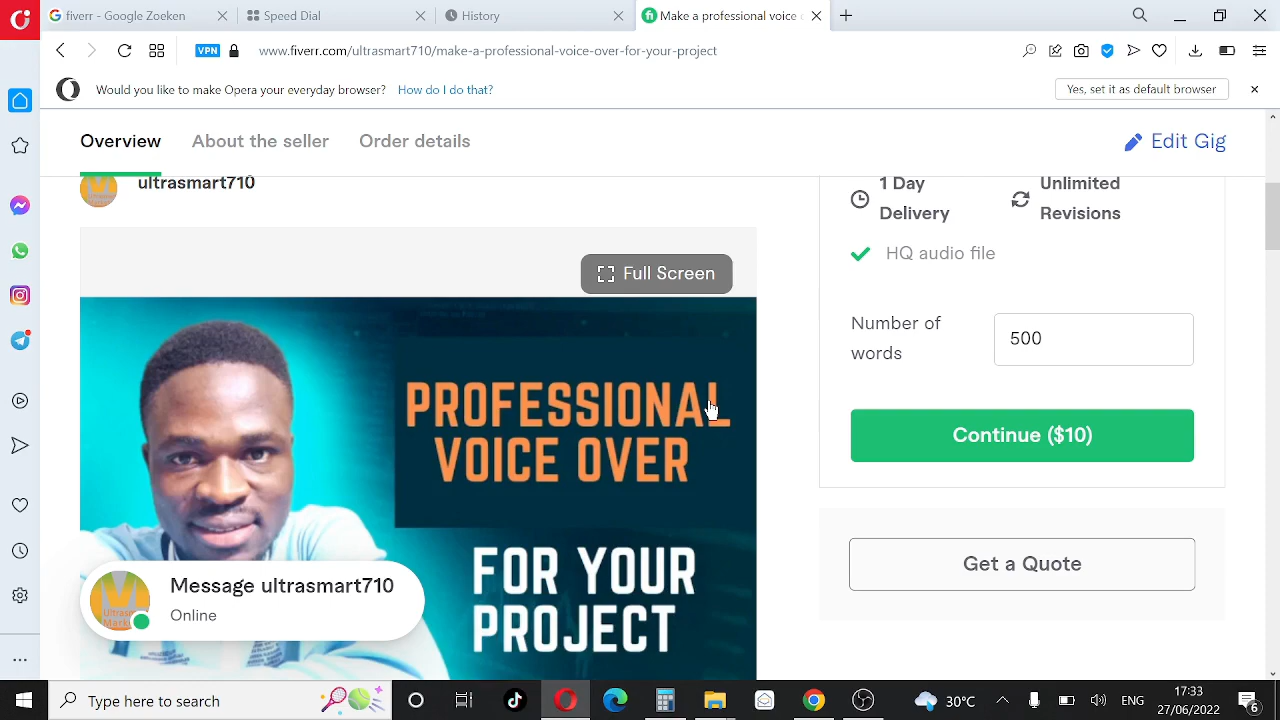 fiverr - Google Zoeken
Speed Dial
History
Make a professional voice
VPN
www.fiverr.com/ultrasmart710/make-a-professional-voice-over-for-your-project
Would you like to make Opera your everyday browser? How do I do that?
Yes, set it as default browser
Overview
About the seller
Order details
Edit Gig
ultrasmart710
1 Day
Delivery
Unlimited
Revisions
HQ audio file
Full Screen
Number of
words
500
Continue ($10)
Get a Quote
PROFESSIONAL
VOICE OVER
FOR YOUR
PROJECT
Message ultrasmart710
Online
Type here to search
30°C
ENG
17:33
27/06/2022
6